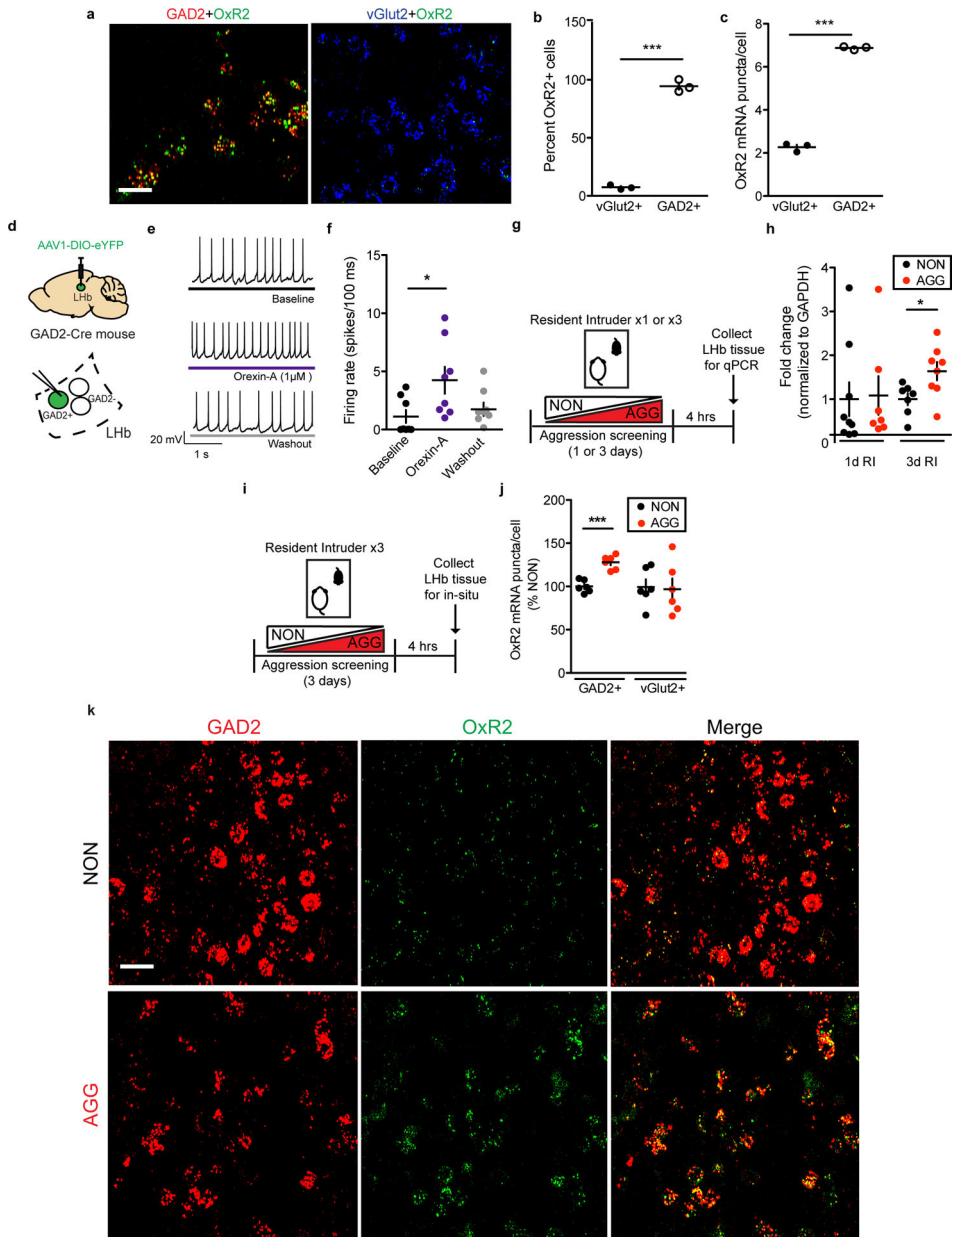 a
GAD2+OxR2
vGlut2+OxR2
b
Percent OxR2+ cells
150
100
50
0
***
vGlut2+
GAD2+
c
OxR2 mRNA puncta/cell
8
6
4
2
0
***
vGlut2+
GAD2+
d
AAV1-DIO-eYFP
LHb
GAD2-Cre mouse
GAD2+
GAD2-
LHb
e
Baseline
Orexin-A (1µM )
Washout
20 mV
1 s
f
Firing rate (spikes/100 ms)
15
10
5
0
*
Baseline
Orexin-A
Washout
g
Resident Intruder x1 or x3
NON
AGG
Aggression screening
(1 or 3 days)
4 hrs
Collect
LHb tissue
for qPCR
h
Fold change
(normalized to GAPDH)
4
3
2
1
0
NON
AGG
*
1d RI
3d RI
i
Resident Intruder x3
NON
AGG
Aggression screening
(3 days)
4 hrs
Collect
LHb tissue
for in-situ
j
OxR2 mRNA puncta/cell
(% NON)
200
150
100
50
0
NON
AGG
***
GAD2+
vGlut2+
k
GAD2
OxR2
Merge
NON
AGG